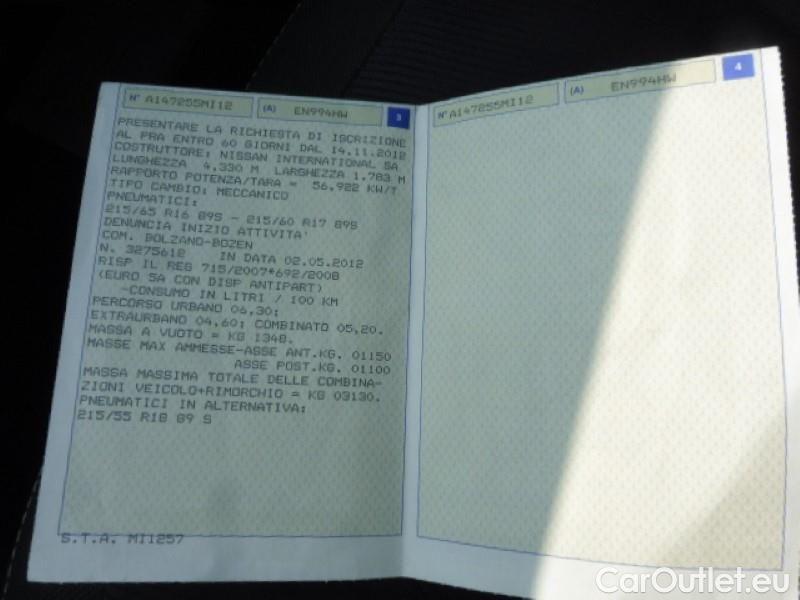 N° A147255MI12 (A) EN994HW 3
PRESENTARE LA RICHIESTA DI ISCRIZIONE
AL PRA ENTRO 60 GIORNI DAL 14.11.2012
COSTRUTTORE: NISSAN INTERNATIONAL SA
LUNGHEZZA 4.330 M LARGHEZZA 1.783 M
RAPPORTO POTENZA/TARA = 56,922 KW/T
TIPO CAMBIO: MECCANICO
PNEUMATICI:
215/65 R16 89S - 215/60 R17 89S
DENUNCIA INIZIO ATTIVITA'
COM. BOLZANO-BOZEN
N. 3275612 IN DATA 02.05.2012
RISP IL REG 715/2007*692/2008
(EURO 5A CON DISP ANTIPART)
-CONSUMO IN LITRI / 100 KM
PERCORSO URBANO 06,30;
EXTRAURBANO 04,60; COMBINATO 05,20.
MASSA A VUOTO = KG 1348.
MASSE MAX AMMESSE-ASSE ANT.KG. 01150
ASSE POST.KG. 01100
MASSA MASSIMA TOTALE DELLE COMBINA-
ZIONI VEICOLO+RIMORCHIO = KG 03130.
PNEUMATICI IN ALTERNATIVA:
215/55 R18 89 S
S.T.A. MI1257
N° A147255MI12 (A) EN994HW 4
CarOutlet.eu